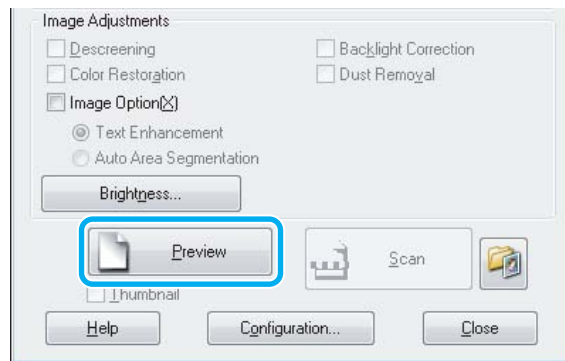 Image Adjustments
Descreening Backlight Correction
Color Restoration Dust Removal
Image Option(X)
Text Enhancement
Auto Area Segmentation
Brightness...
Preview Scan
Thumbnail
Help Configuration... Close